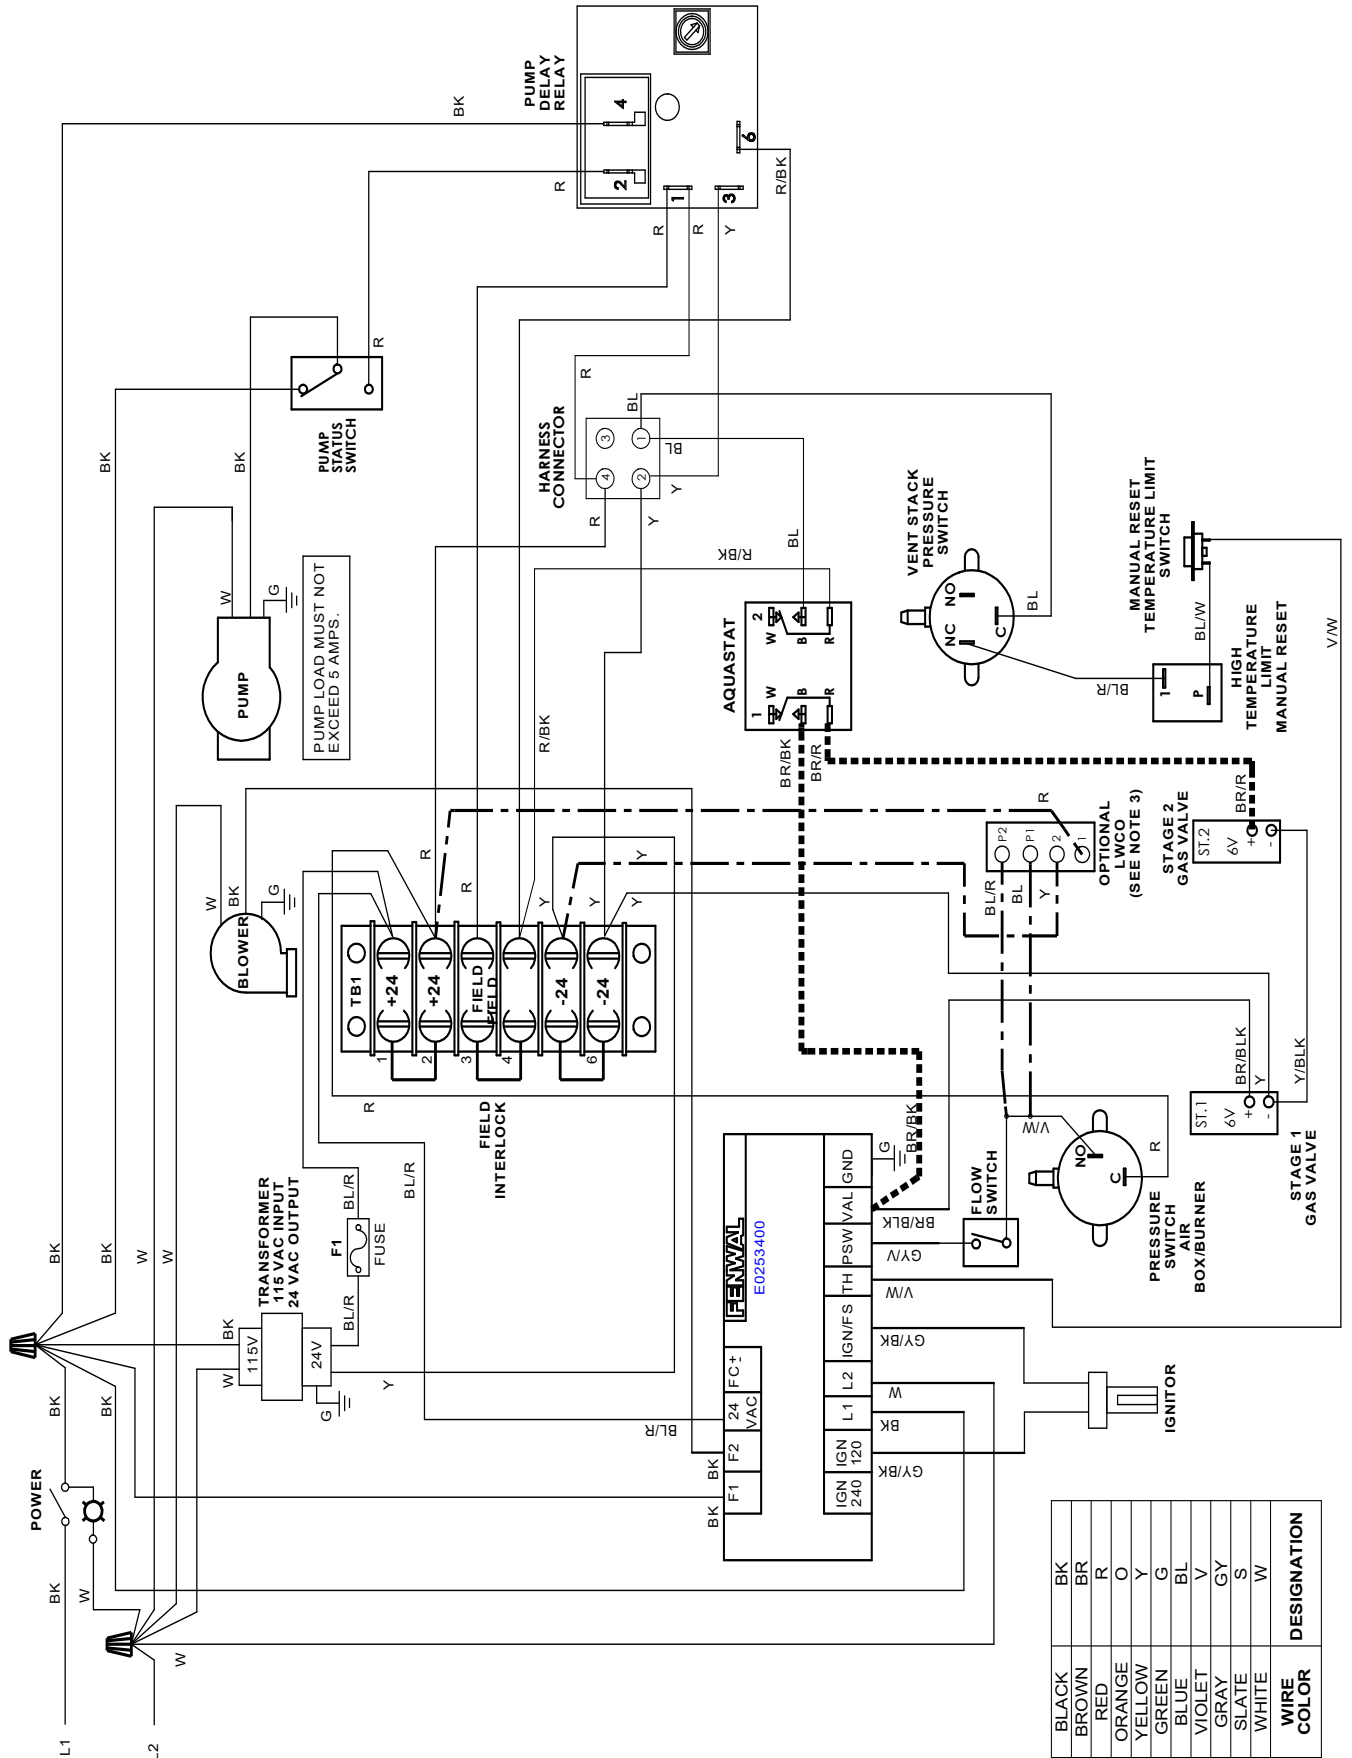 L1
L2
POWER
BK
W
BK
BK
W
BK
BK
W
W
BK
BK
W
BK
TRANSFORMER
115 VAC INPUT
24 VAC OUTPUT
115V
24V
G
Y
BL/R
F1
FUSE
BL/R
BL/R
R
FIELD
INTERLOCK
TB1
1
2
3
4
6
+24
+24
FIELD
FIELD
-24
-24
BLOWER
W
BK
G
PUMP
W
G
PUMP LOAD MUST NOT
EXCEED 5 AMPS.
BK
BK
PUMP
STATUS
SWITCH
R
BK
R
PUMP
DELAY
RELAY
2
4
1
3
6
R
R
Y
R/BK
HARNESS
CONNECTOR
4
3
2
1
R
BL
BL
Y
R
Y
R
R
R/BK
Y
Y
Y
Y
R/BK
BL
AQUASTAT
1
W
B
R
2
W
B
R
BR/BK
BR/R
VENT STACK
PRESSURE
SWITCH
NC
NO
C
BL
BL/R
MANUAL RESET
TEMPERATURE LIMIT
SWITCH
BL/W
1
P
HIGH
TEMPERATURE
LIMIT
MANUAL RESET
V/W
R
OPTIONAL
LWCO
(SEE NOTE 3)
P2
P1
2
1
BL/R
BL
Y
STAGE 2
GAS VALVE
ST.2
6V
+
-
BR/R
STAGE 1
GAS VALVE
ST.1
6V
+
-
BR/BLK
Y
Y/BLK
PRESSURE
SWITCH
AIR
BOX/BURNER
NO
C
R
V/W
FLOW
SWITCH
FENWAL
E0253400
F1
F2
24
VAC
FC±
IGN
240
IGN
120
L1
L2
IGN/FS
TH
PSW
VAL
GND
BK
BK
BL/R
GY/BK
BK
W
GY/BK
V/W
GY/V
BR/BLK
G
BR/BK
IGNITOR
BLACK BK
BROWN BR
RED R
ORANGE O
YELLOW Y
GREEN G
BLUE BL
VIOLET V
GRAY GY
SLATE S
WHITE W
WIRE
COLOR
DESIGNATION